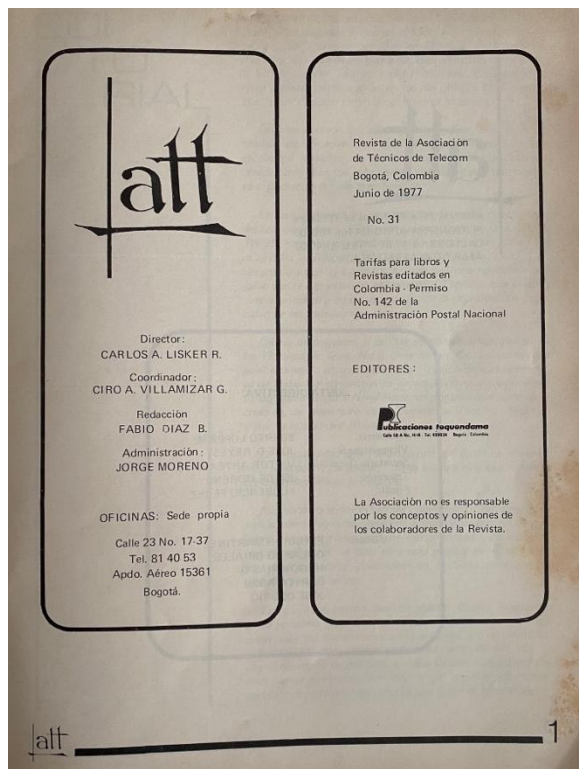 att
Director:
CARLOS A. LISKER R.
Coordinador:
CIRO A. VILLAMIZAR G.
Redacción
FABIO DIAZ B.
Administración:
JORGE MORENO
OFICINAS: Sede propia
Calle 23 No. 17-37
Tel. 81 40 53
Apdo. Aéreo 15361
Bogotá.
Revista de la Asociación
de Técnicos de Telecom
Bogotá, Colombia
Junio de 1977
No. 31
Tarifas para libros y
Revistas editados en
Colombia - Permiso
No. 142 de la
Administración Postal Nacional
EDITORES:
Publicaciones tequendama
La Asociación no es responsable
por los conceptos y opiniones de
los colaboradores de la Revista.
att
1